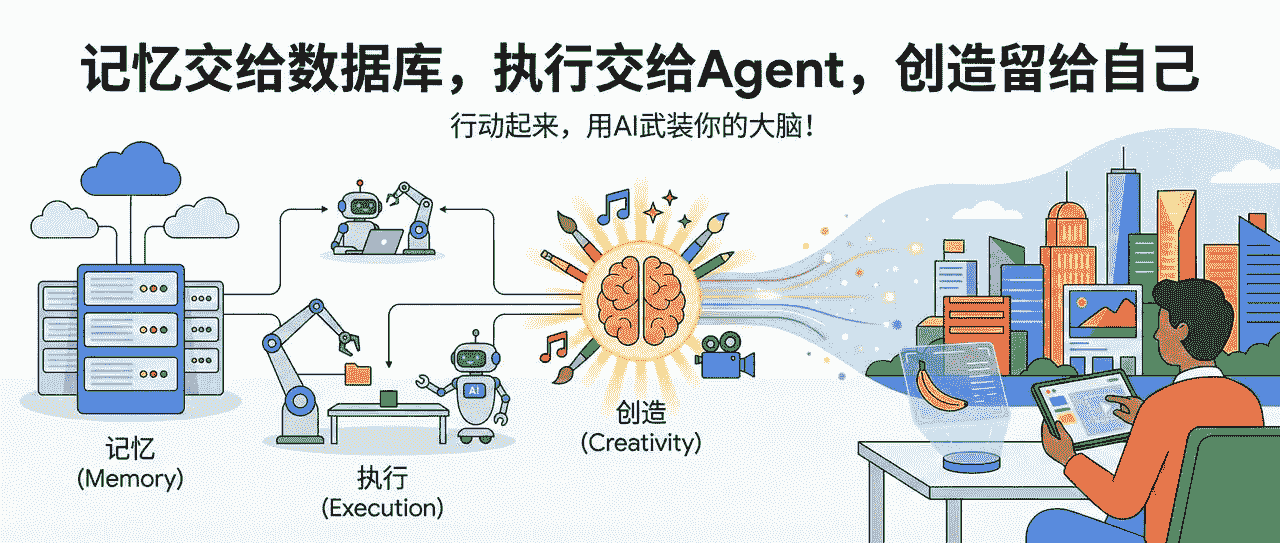 记忆交给数据库，执行交给Agent，创造留给自己
行动起来，用AI武装你的大脑！
AI
记忆
(Memory)
执行
(Execution)
创造
(Creativity)